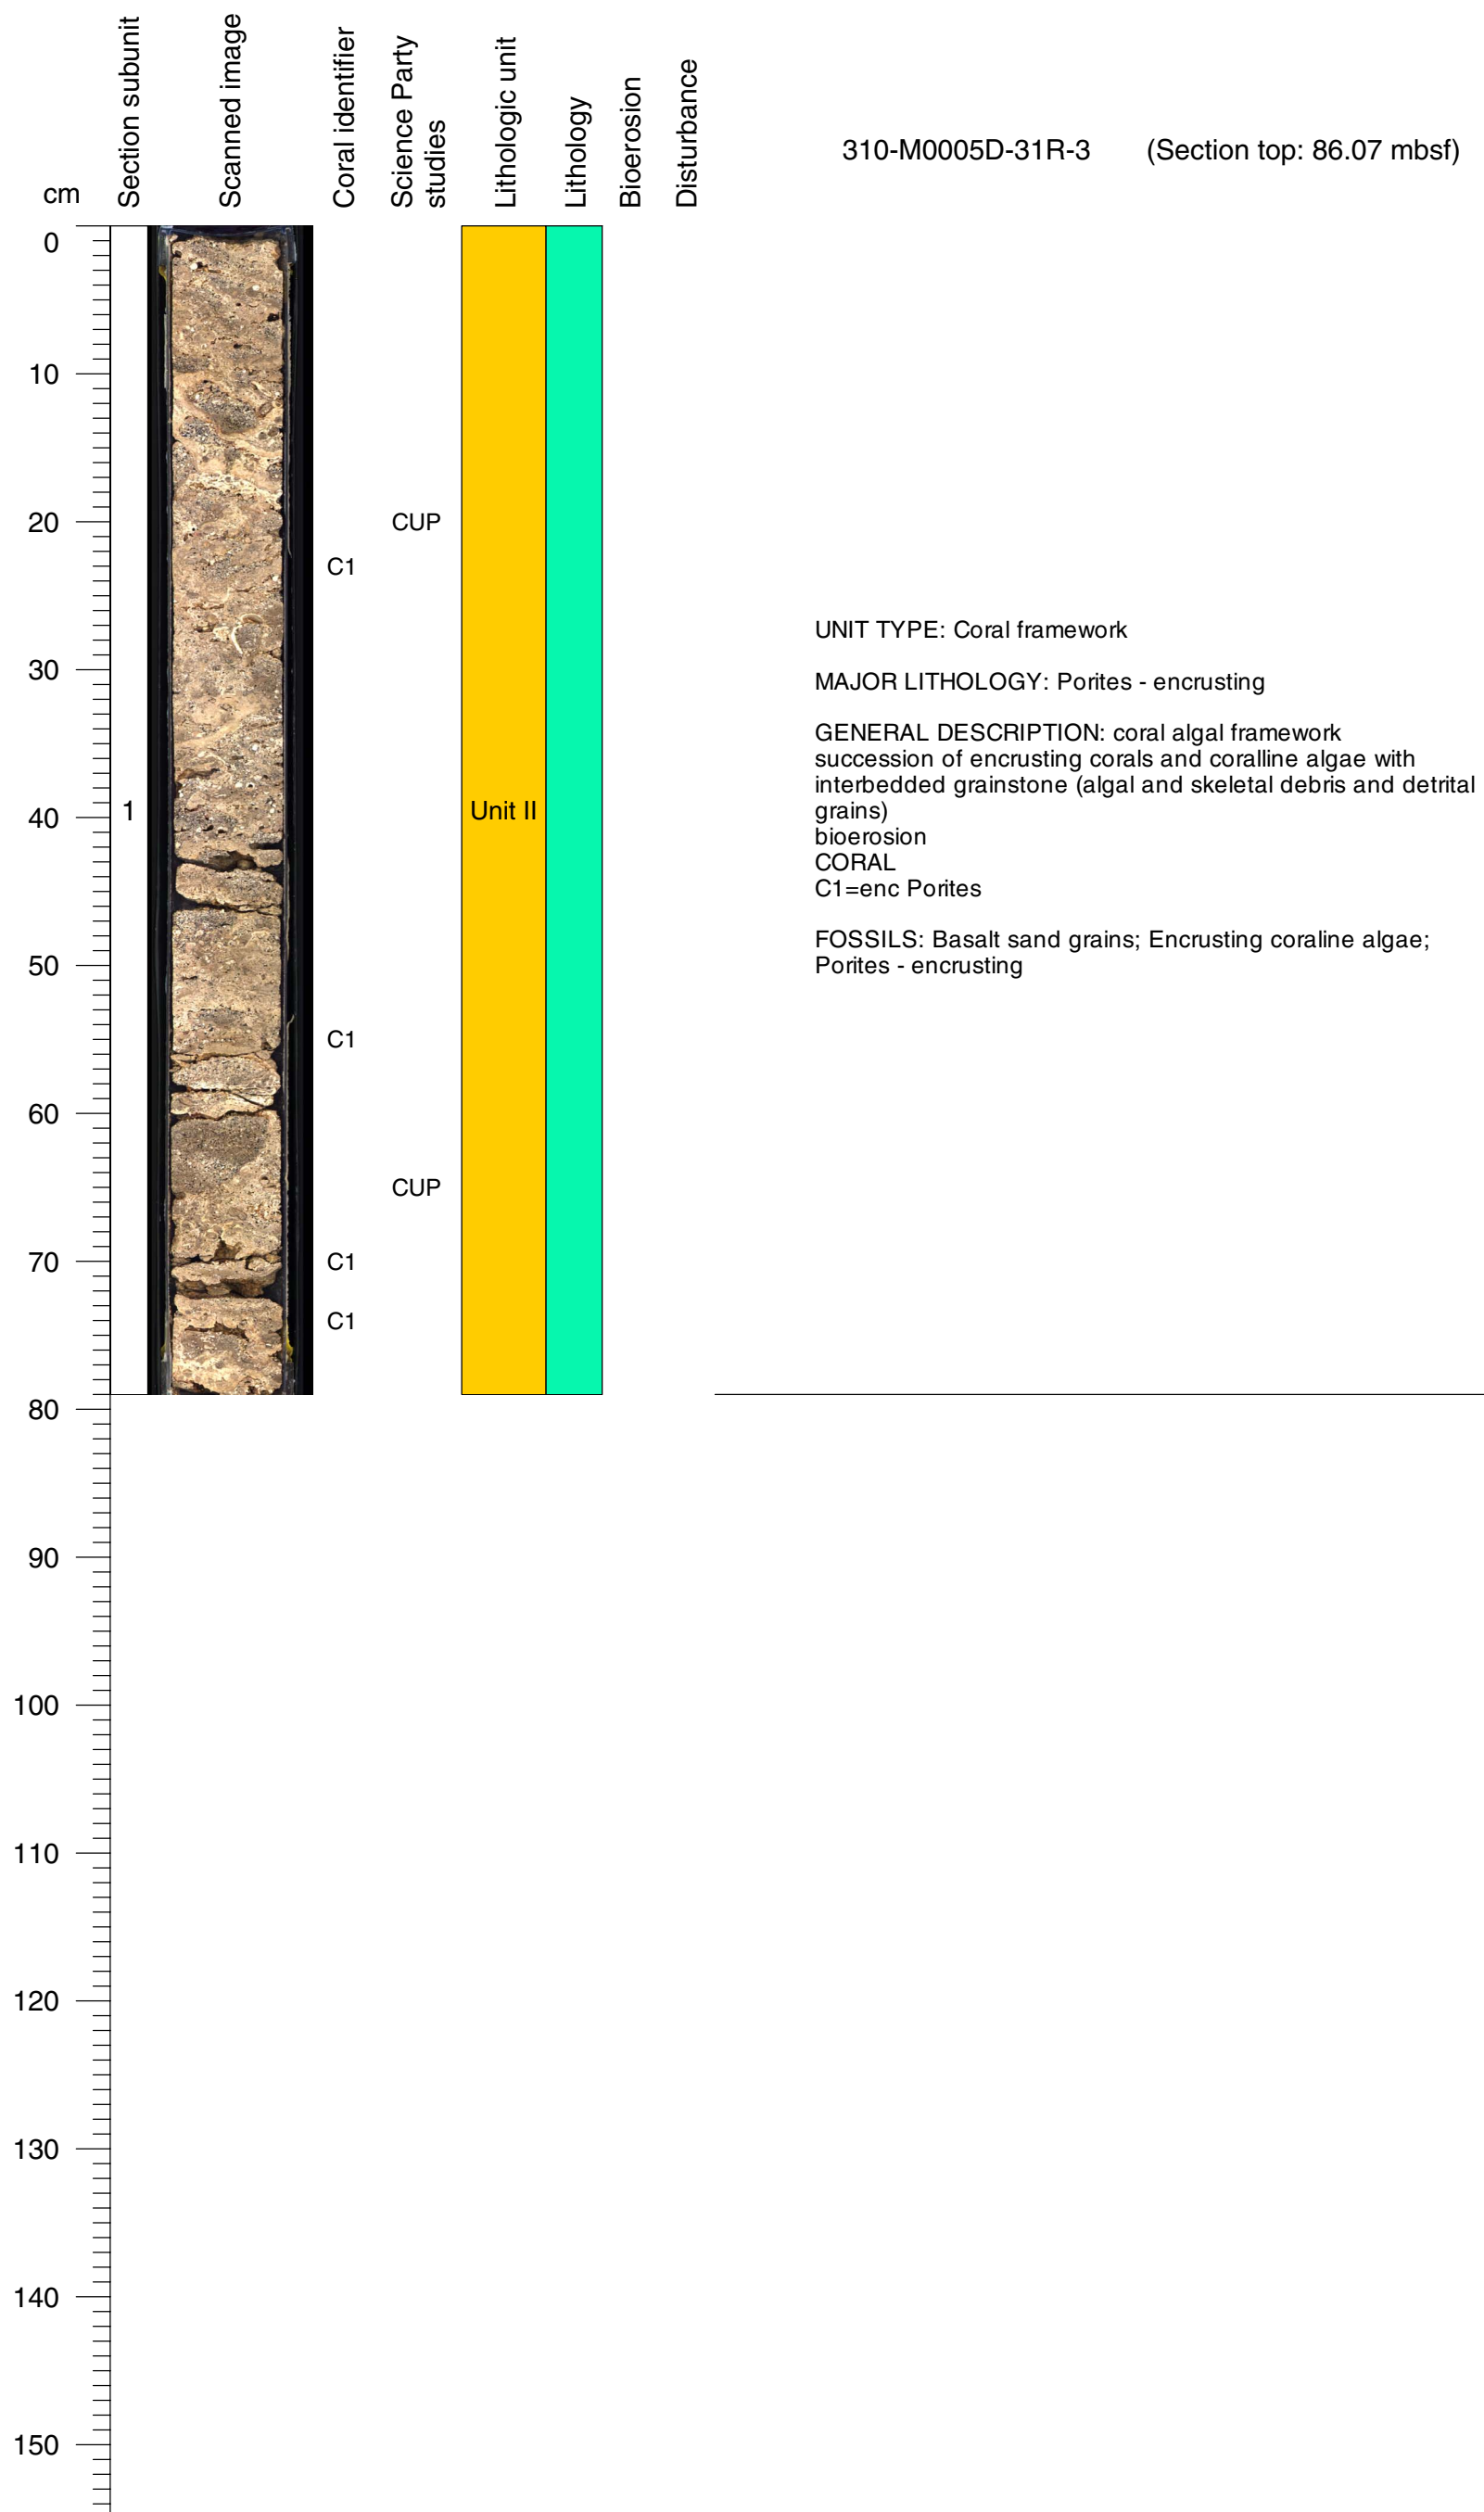 cm
Section subunit
Scanned image
Coral identifier
Science Party
studies
Lithologic unit
Lithology
Bioerosion
Disturbance
310-M0005D-31R-3 (Section top: 86.07 mbsf)
0
10
20
30
40
50
60
70
80
90
100
110
120
130
140
150
1
C1
C1
C1
C1
CUP
CUP
Unit II
UNIT TYPE: Coral framework
MAJOR LITHOLOGY: Porites - encrusting
GENERAL DESCRIPTION: coral algal framework
succession of encrusting corals and coralline algae with
interbedded grainstone (algal and skeletal debris and detrital
grains)
bioerosion
CORAL
C1=enc Porites
FOSSILS: Basalt sand grains; Encrusting coraline algae;
Porites - encrusting